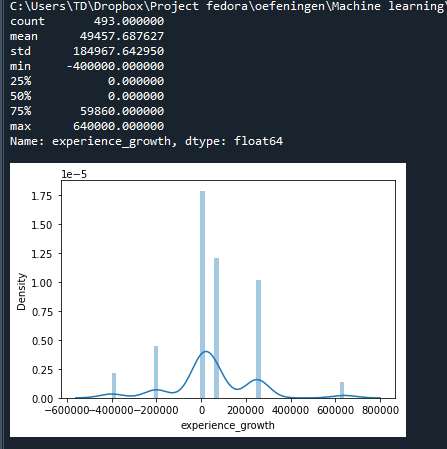 C:\Users\TD\Dropbox\Project fedora\oefeningen\Machine learning\
count 493.000000
mean 49457.687627
std 184967.642950
min -400000.000000
25% 0.000000
50% 0.000000
75% 59860.000000
max 640000.000000
Name: experience_growth, dtype: float64
1e−5
1.75
1.50
1.25
1.00
0.75
0.50
0.25
0.00
Density
−600000 −400000 −200000 0 200000 400000 600000 800000
experience_growth